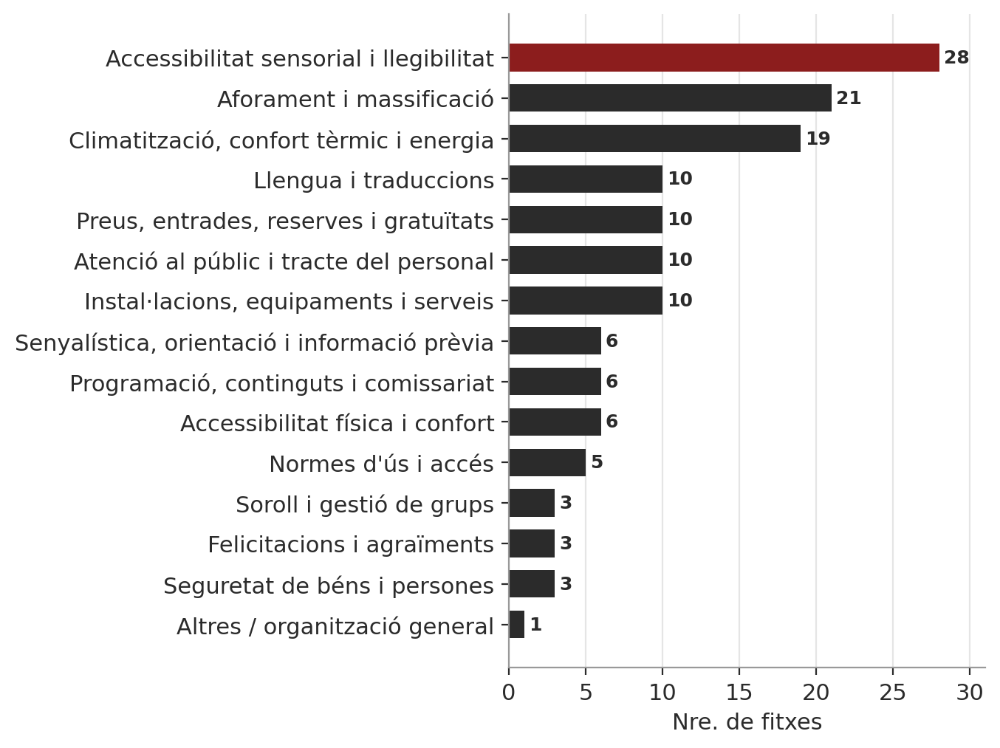 Accessibilitat sensorial i llegibilitat 28
Aforament i massificació 21
Climatització, confort tèrmic i energia 19
Llengua i traduccions 10
Preus, entrades, reserves i gratuïtats 10
Atenció al públic i tracte del personal 10
Instal·lacions, equipaments i serveis 10
Senyalística, orientació i informació prèvia 6
Programació, continguts i comissariat 6
Accessibilitat física i confort 6
Normes d'ús i accés 5
Soroll i gestió de grups 3
Felicitacions i agraïments 3
Seguretat de béns i persones 3
Altres / organització general 1
0 5 10 15 20 25 30
Nre. de fitxes